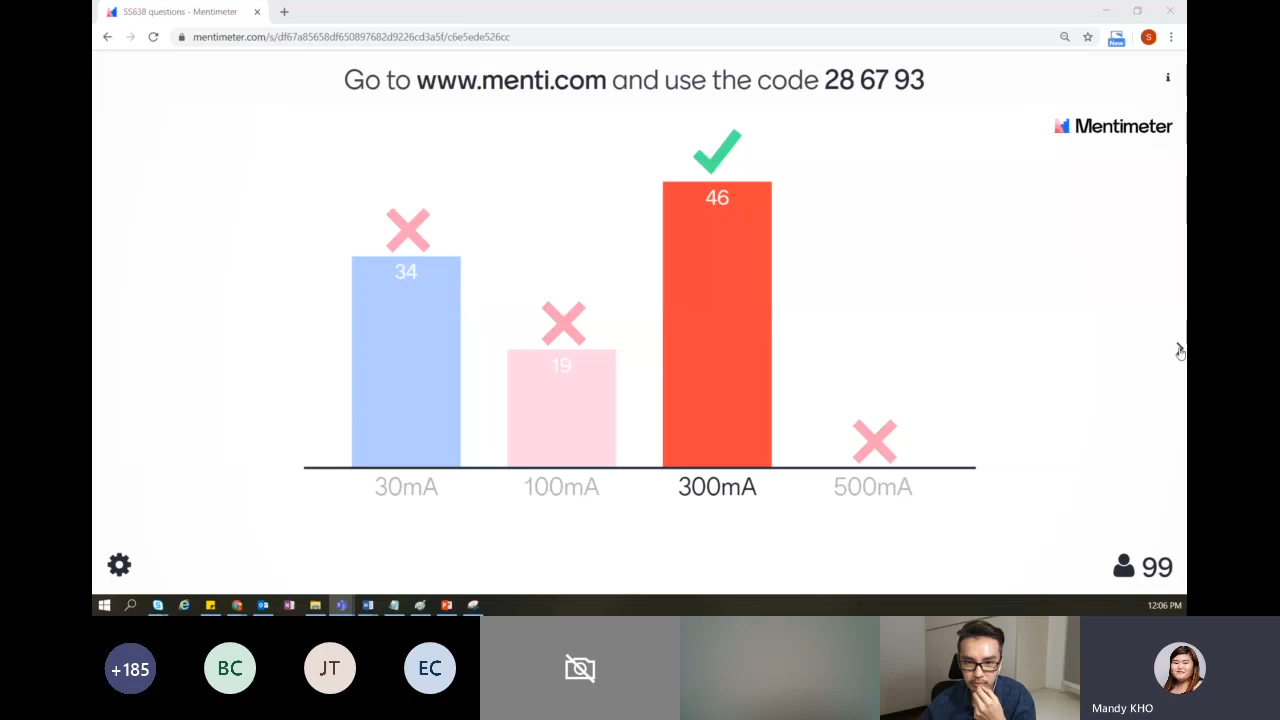 SS638 questions - Mentimeter
mentimeter.com/s/df67a85658df650897682d9226cd3a5f/c6e5ede526cc
New
S
Go to www.menti.com and use the code 28 67 93
Mentimeter
46
34
19
30mA
100mA
300mA
500mA
99
12:06 PM
+185
BC
JT
EC
Mandy KHO